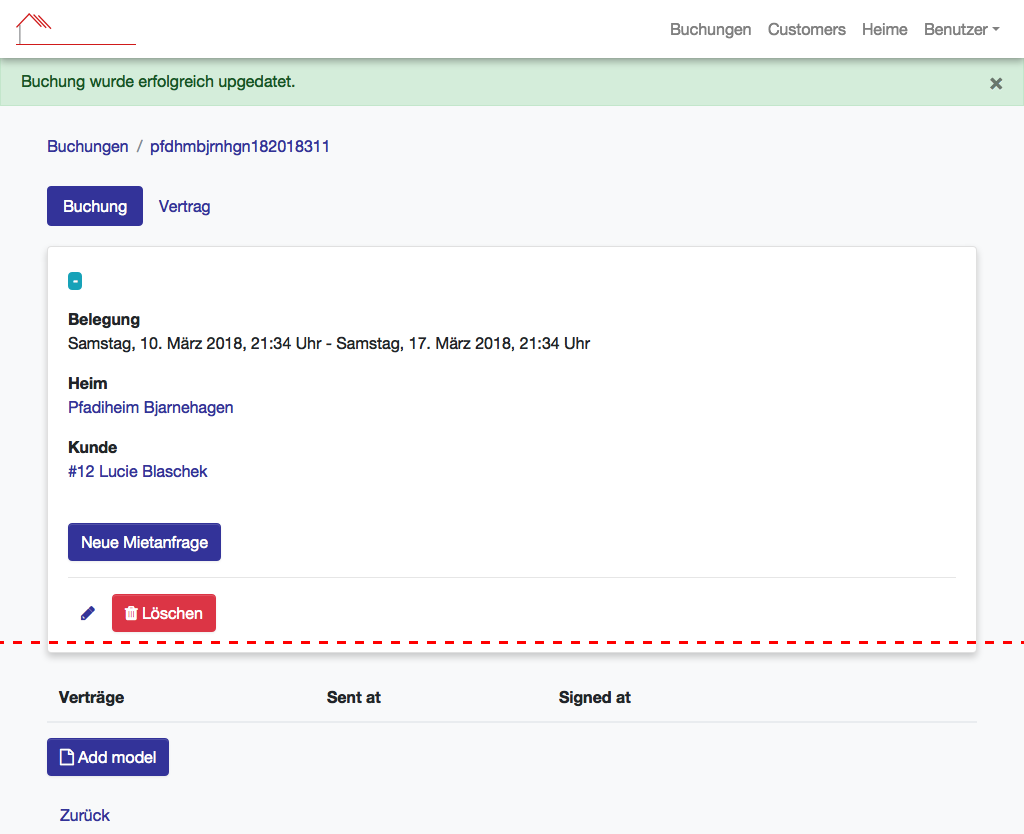 Buchungen Customers Heime Benutzer
Buchung wurde erfolgreich upgedatet. ×
Buchungen / pfdhmbjrnhgn182018311
Buchung Vertrag
-
Belegung
Samstag, 10. März 2018, 21:34 Uhr - Samstag, 17. März 2018, 21:34 Uhr
Heim
Pfadiheim Bjarnehagen
Kunde
#12 Lucie Blaschek
Neue Mietanfrage
Löschen
Verträge Sent at Signed at
Add model
Zurück